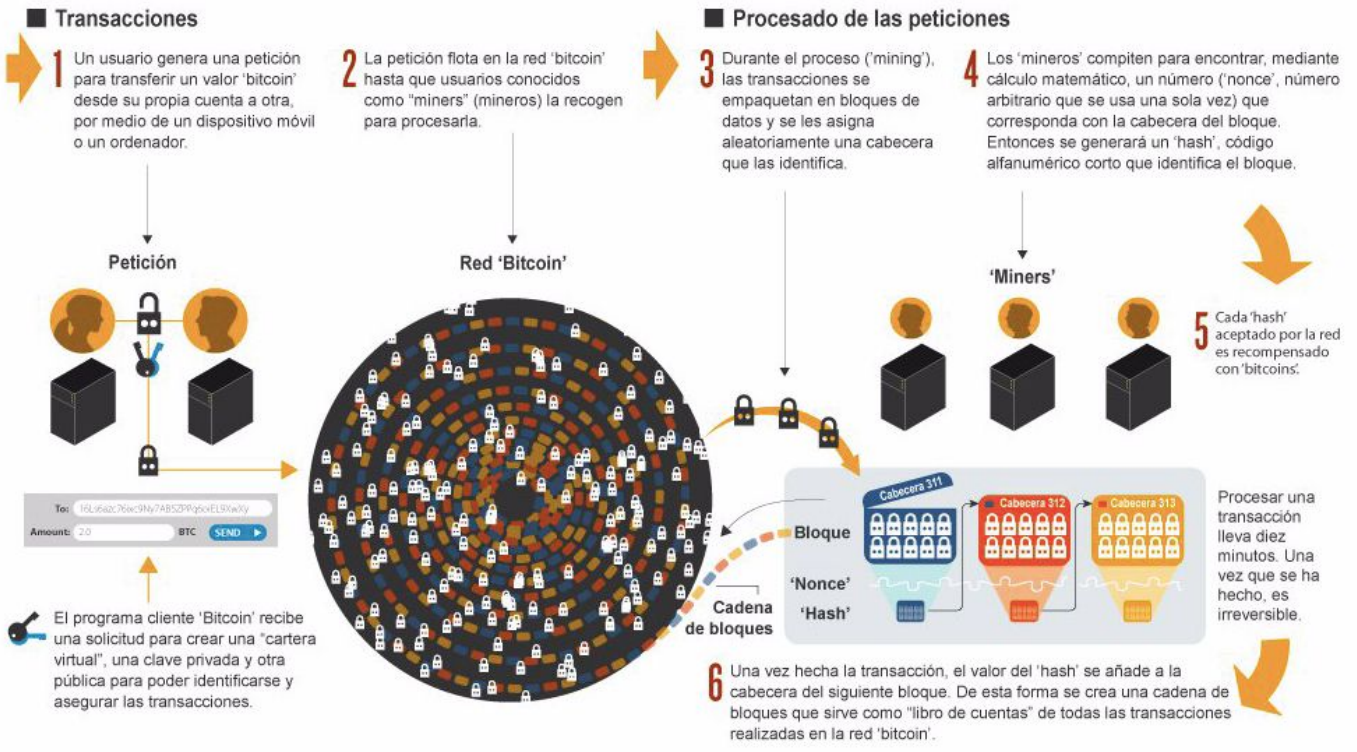 Transacciones
1
Un usuario genera una petición
para transferir un valor 'bitcoin'
desde su propia cuenta a otra,
por medio de un dispositivo móvil
o un ordenador.
2
La petición flota en la red 'bitcoin'
hasta que usuarios conocidos
como "miners" (mineros) la recogen
para procesarla.
Procesado de las peticiones
3
Durante el proceso ('mining'),
las transacciones se
empaquetan en bloques de
datos y se les asigna
aleatoriamente una cabecera
que las identifica.
4
Los 'mineros' compiten para encontrar, mediante
cálculo matemático, un número ('nonce', número
arbitrario que se usa una sola vez) que
corresponda con la cabecera del bloque.
Entonces se generará un 'hash', código
alfanumérico corto que identifica el bloque.
Petición
Red 'Bitcoin'
'Miners'
5
Cada 'hash'
aceptado por la red
es recompensado
con 'bitcoins'.
To:
Amount: 2.0 BTC SEND
El programa cliente 'Bitcoin' recibe
una solicitud para crear una "cartera
virtual", una clave privada y otra
pública para poder identificarse y
asegurar las transacciones.
Cabecera 311
Cabecera 312
Cabecera 313
Bloque
'Nonce'
'Hash'
Cadena
de bloques
Procesar una
transacción
lleva diez
minutos. Una
vez que se ha
hecho, es
irreversible.
6
Una vez hecha la transacción, el valor del 'hash' se añade a la
cabecera del siguiente bloque. De esta forma se crea una cadena de
bloques que sirve como "libro de cuentas" de todas las transacciones
realizadas en la red 'bitcoin'.